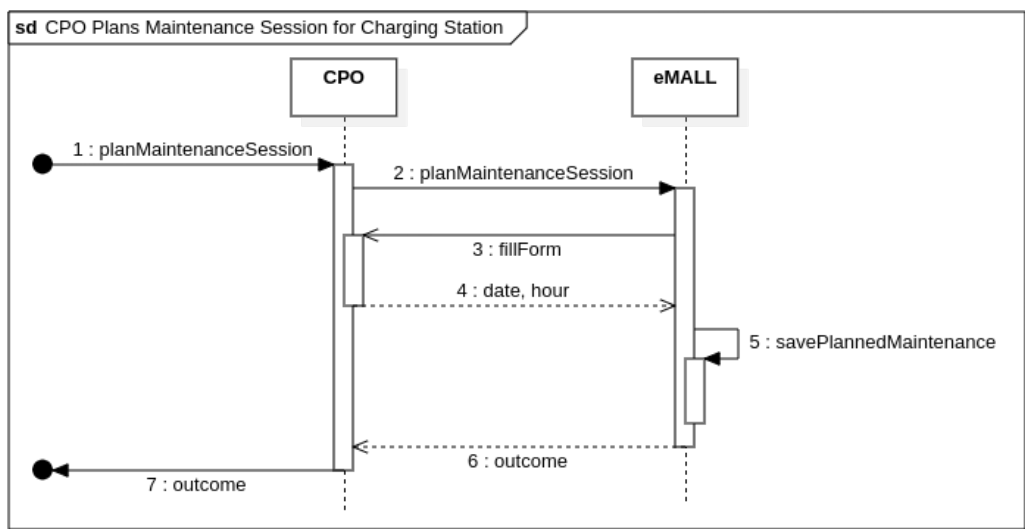 sd CPO Plans Maintenance Session for Charging Station
CPO
eMALL
1 : planMaintenanceSession
2 : planMaintenanceSession
3 : fillForm
4 : date, hour
5 : savePlannedMaintenance
6 : outcome
7 : outcome